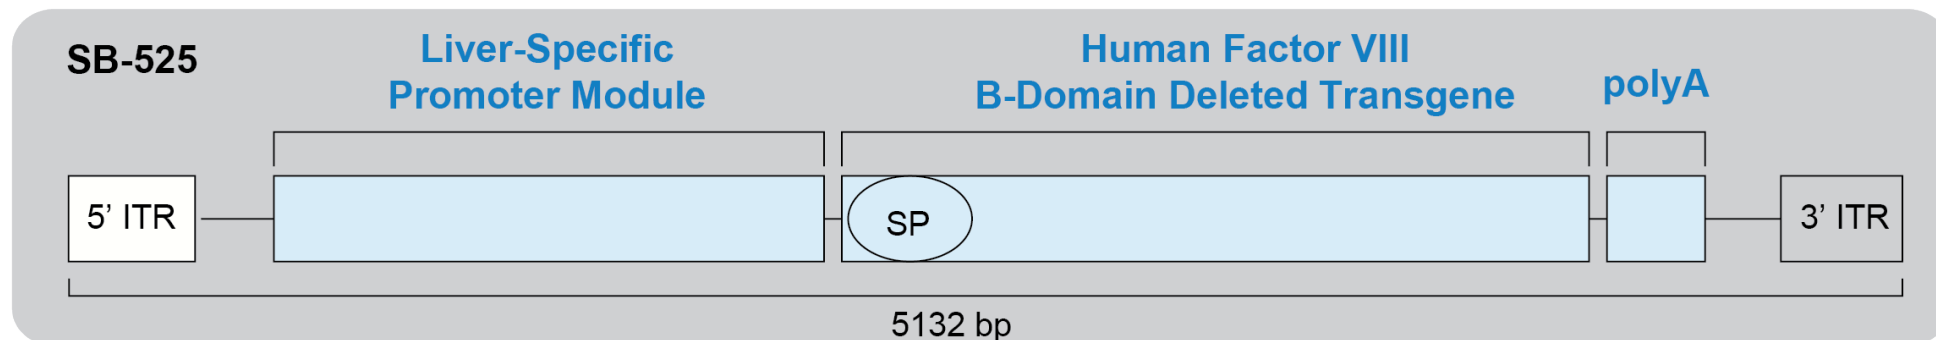 SB-525
Liver-Specific
Promoter Module
Human Factor VIII
B-Domain Deleted Transgene
polyA
5’ ITR
SP
3’ ITR
5132 bp